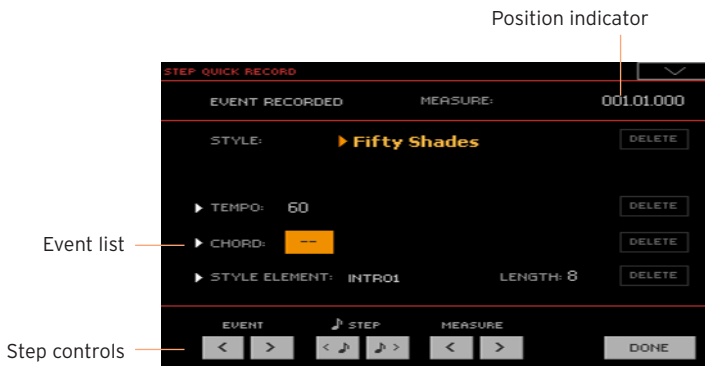 Position indicator
STEP QUICK RECORD
EVENT RECORDED MEASURE: 001.01.000
STYLE: Fifty Shades DELETE
TEMPO: 60 DELETE
Event list CHORD: -- DELETE
STYLE ELEMENT: INTRO1 LENGTH: 8 DELETE
EVENT ♪ STEP MEASURE
Step controls < > < ♪ ♪ > < > DONE